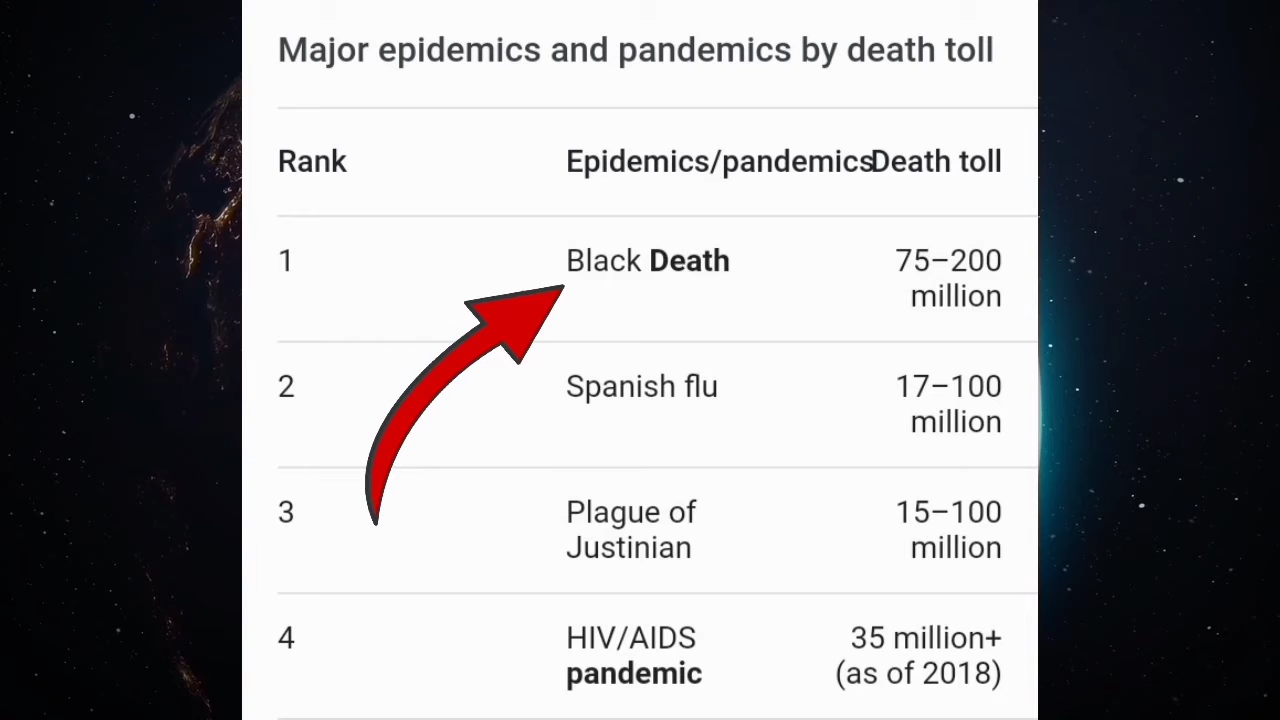 Major epidemics and pandemics by death toll
Rank Epidemics/pandemics Death toll
1 Black Death 75–200
million
2 Spanish flu 17–100
million
3 Plague of 15–100
Justinian million
4 HIV/AIDS 35 million+
pandemic (as of 2018)